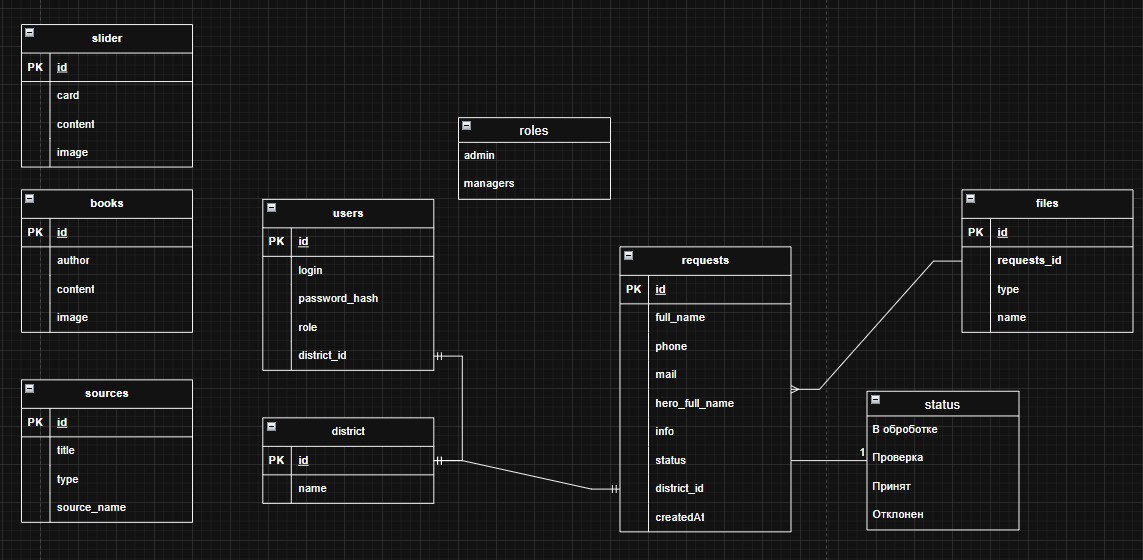 slider
PK id
card
content
image
books
PK id
author
content
image
sources
PK id
title
type
source_name
users
PK id
login
password_hash
role
district_id
district
PK id
name
roles
admin
managers
requests
PK id
full_name
phone
mail
hero_full_name
info
status
district_id
createdAt
files
PK id
requests_id
type
name
1
status
В оброботке
Проверка
Принят
Отклонен